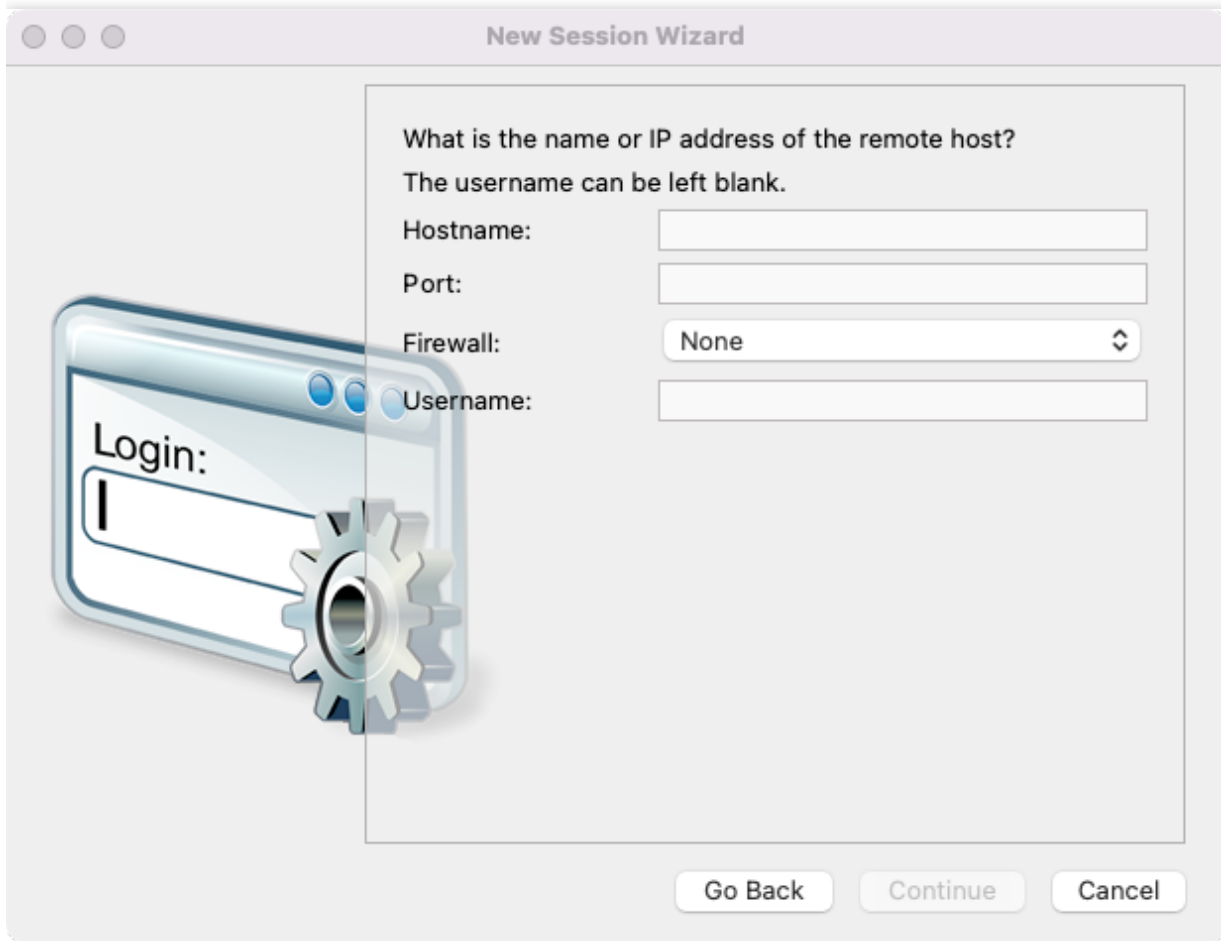 New Session Wizard
What is the name or IP address of the remote host?
The username can be left blank.
Hostname:
Port:
Firewall: None
Username:
Login:
Go Back Continue Cancel